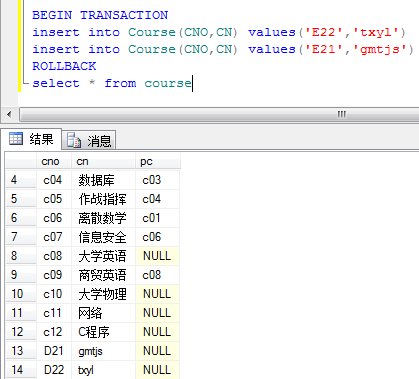 BEGIN TRANSACTION
insert into Course(CNO,CN) values('E22','txyl')
insert into Course(CNO,CN) values('E21','gmtjs')
ROLLBACK
select * from course
结果 消息
cno cn pc
4 c04 数据库 c03
5 c05 作战指挥 c04
6 c06 离散数学 c01
7 c07 信息安全 c06
8 c08 大学英语 NULL
9 c09 商贸英语 c08
10 c10 大学物理 NULL
11 c11 网络 NULL
12 c12 C程序 NULL
13 D21 gmtjs NULL
14 D22 txyl NULL